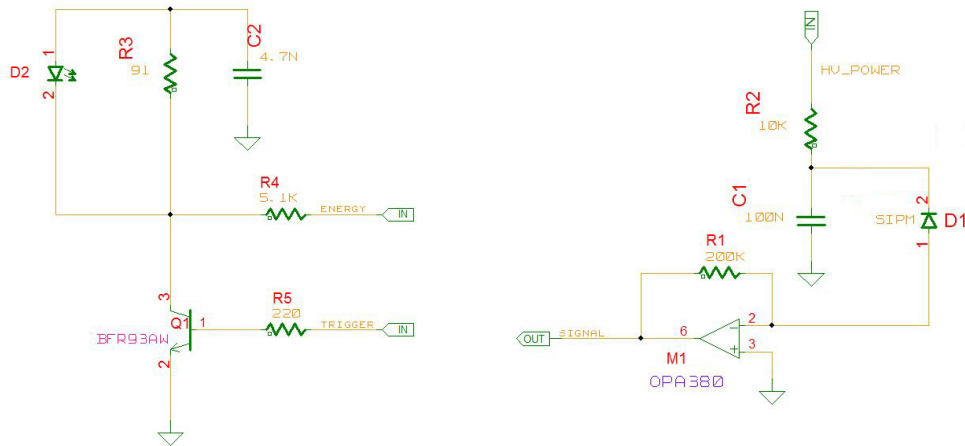 R3
91
C2
4.7N
D2
1
2
R4
5.1K
ENERGY
IN
3
Q1
1
BFR93AW
2
R5
220
TRIGGER
IN
IN
HV_POWER
R2
10K
C1
100N
2
SIPM
D1
1
R1
200K
2
3
6
SIGNAL
OUT
M1
OPA380